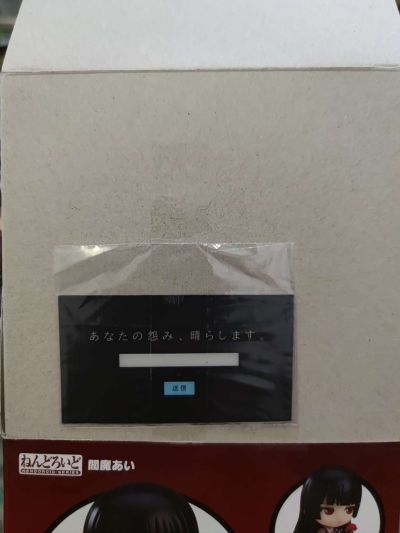 あなたの怨み、晴らします。
送信
ねんどろいど 閻魔あい
NENDOROID SERIES